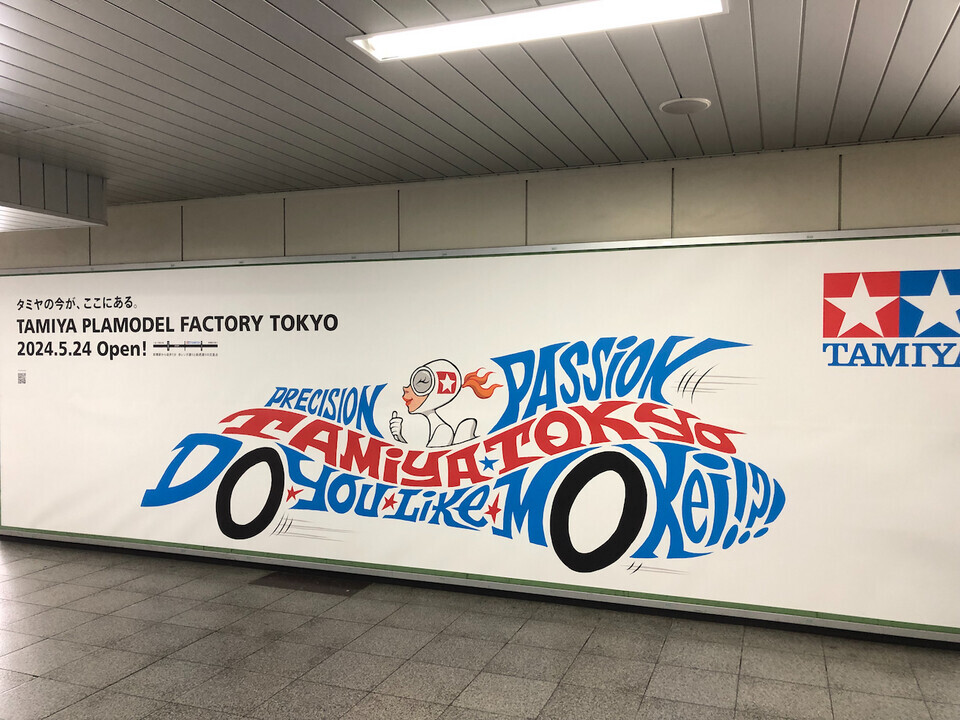 タミヤの今が、ここにある。
TAMIYA PLAMODEL FACTORY TOKYO
2024.5.24 Open!
TAMIYA
PRECISION PASSION
TAMiYA★TOKYO
DO★YOU★LiKE★MOKEi!!?!